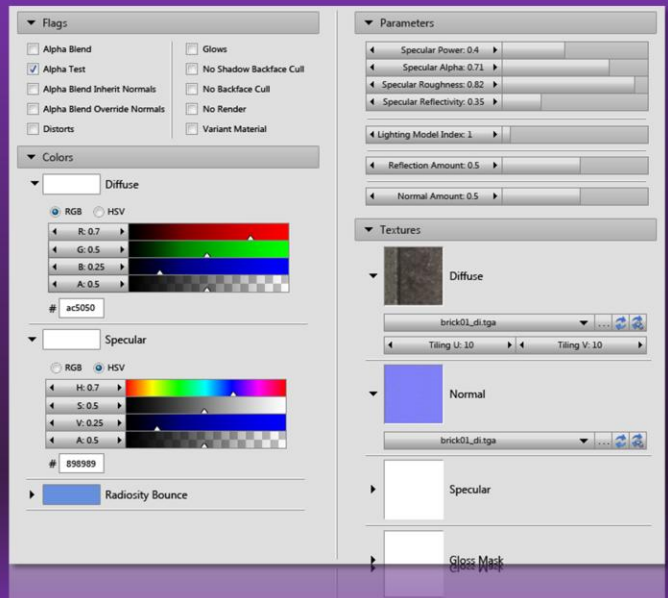 Flags
Alpha Blend
Alpha Test
Alpha Blend Inherit Normals
Alpha Blend Override Normals
Distorts
Glows
No Shadow Backface Cull
No Backface Cull
No Render
Variant Material
Colors
Diffuse
RGB HSV
R: 0.7
G: 0.5
B: 0.25
A: 0.5
# ac5050
Specular
RGB HSV
H: 0.7
S: 0.5
V: 0.25
A: 0.5
# 898989
Radiosity Bounce
Parameters
Specular Power: 0.4
Specular Alpha: 0.71
Specular Roughness: 0.82
Specular Reflectivity: 0.35
Lighting Model Index: 1
Reflection Amount: 0.5
Normal Amount: 0.5
Textures
Diffuse
brick01_di.tga ...
Tiling U: 10 Tiling V: 10
Normal
brick01_di.tga ...
Specular
Gloss Mask